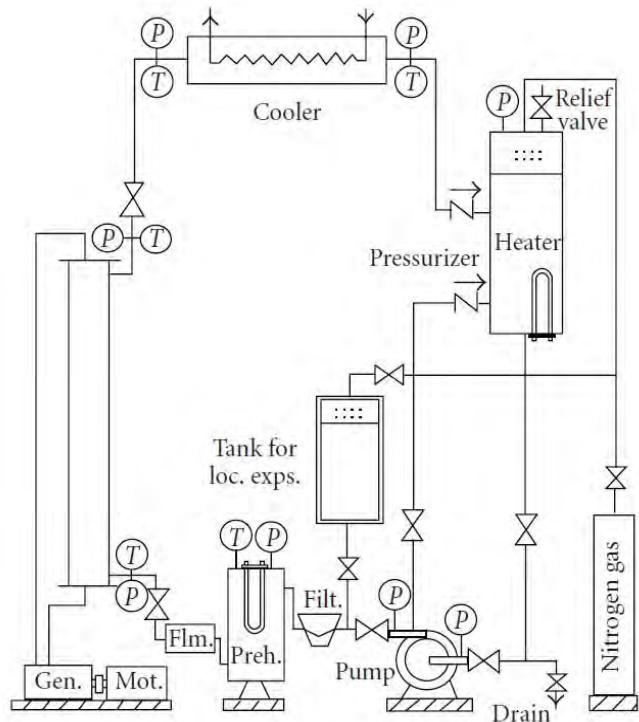 P
T
Cooler
P
T
P
Relief
valve
P
T
Heater
Pressurizer
Tank for
loc. exps.
T
P
T
P
Filt.
P
P
Flm.
Preh.
Pump
Gen.
Mot.
Drain
Nitrogen gas